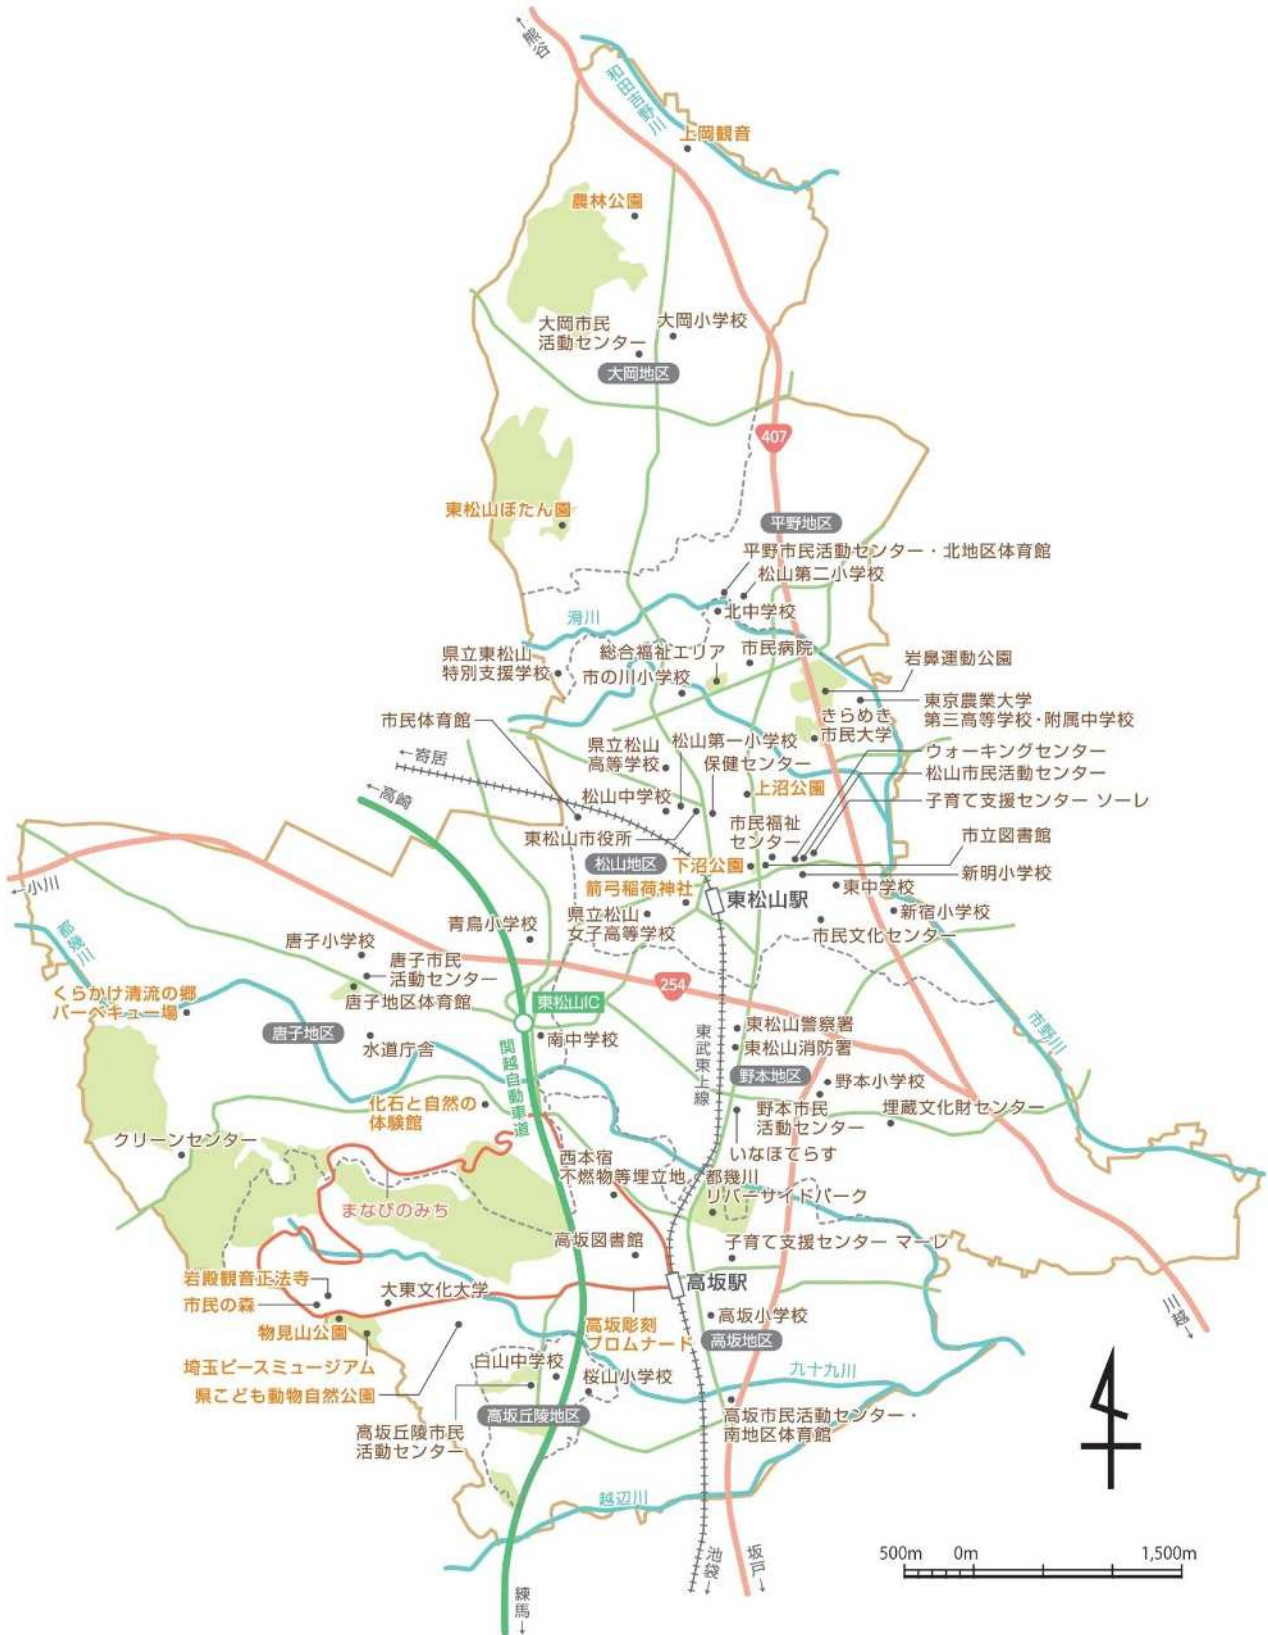 ←熊谷
和田吉野川
上岡観音
農林公園
大岡市民
活動センター
大岡小学校
大岡地区
407
東松山ぼたん園
平野地区
平野市民活動センター・北地区体育館
松山第二小学校
北中学校
滑川
県立東松山
特別支援学校
総合福祉エリア
市民病院
市の川小学校
岩鼻運動公園
東京農業大学
第三高等学校・附属中学校
きらめき
市民大学
市民体育館
←寄居
県立松山
高等学校
松山第一小学校
保健センター
ウォーキングセンター
松山市民活動センター
上沼公園
←高崎
松山中学校
子育て支援センター ソーレ
東松山市役所
市民福祉
センター
市立図書館
松山地区
下沼公園
新明小学校
←小川
箭弓稲荷神社
東松山駅
東中学校
県立松山
女子高等学校
新宿小学校
市民文化センター
青鳥小学校
都幾川
唐子小学校
唐子市民
活動センター
唐子地区体育館
くらかけ清流の郷
バーベキュー場
254
東松山IC
唐子地区
水道庁舎
南中学校
関越自動車道
東武東上線
東松山警察署
東松山消防署
市野川
野本地区
野本小学校
野本市民
活動センター
埋蔵文化財センター
化石と自然の
体験館
クリーンセンター
いなほてらす
西本宿
不燃物等埋立地
都幾川
リバーサイドパーク
まなびのみち
高坂図書館
子育て支援センター マーレ
岩殿観音正法寺
市民の森
大東文化大学
高坂駅
物見山公園
高坂彫刻
プロムナード
高坂小学校
高坂地区
川越→
埼玉ピースミュージアム
県こども動物自然公園
白山中学校
桜山小学校
九十九川
高坂丘陵地区
高坂丘陵市民
活動センター
高坂市民活動センター・
南地区体育館
越辺川
池袋→
坂戸→
練馬→
500m 0m 1,500m